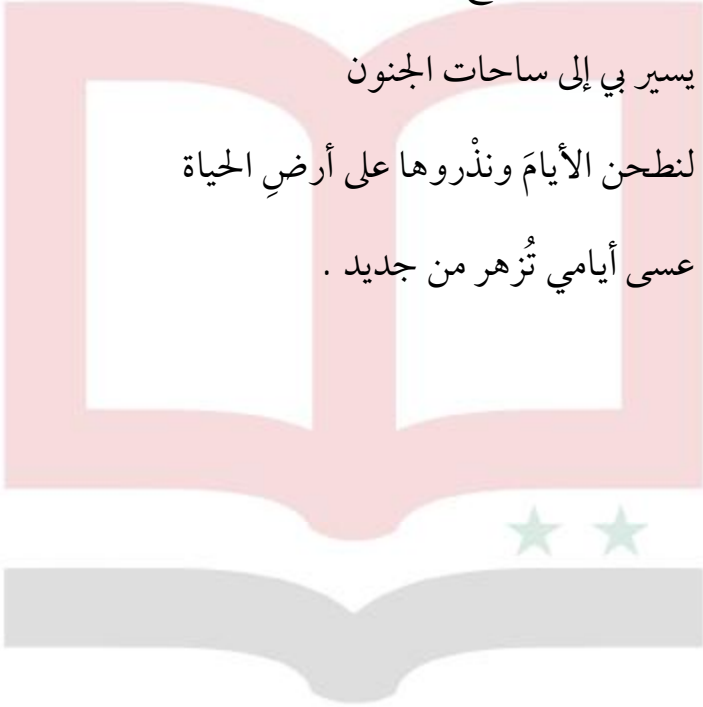 يسير بي إلى ساحات الجنون
لنطحن الأيامَ ونذْروها على أرضِ الحياة
عسى أيامي تُزهر من جديد .